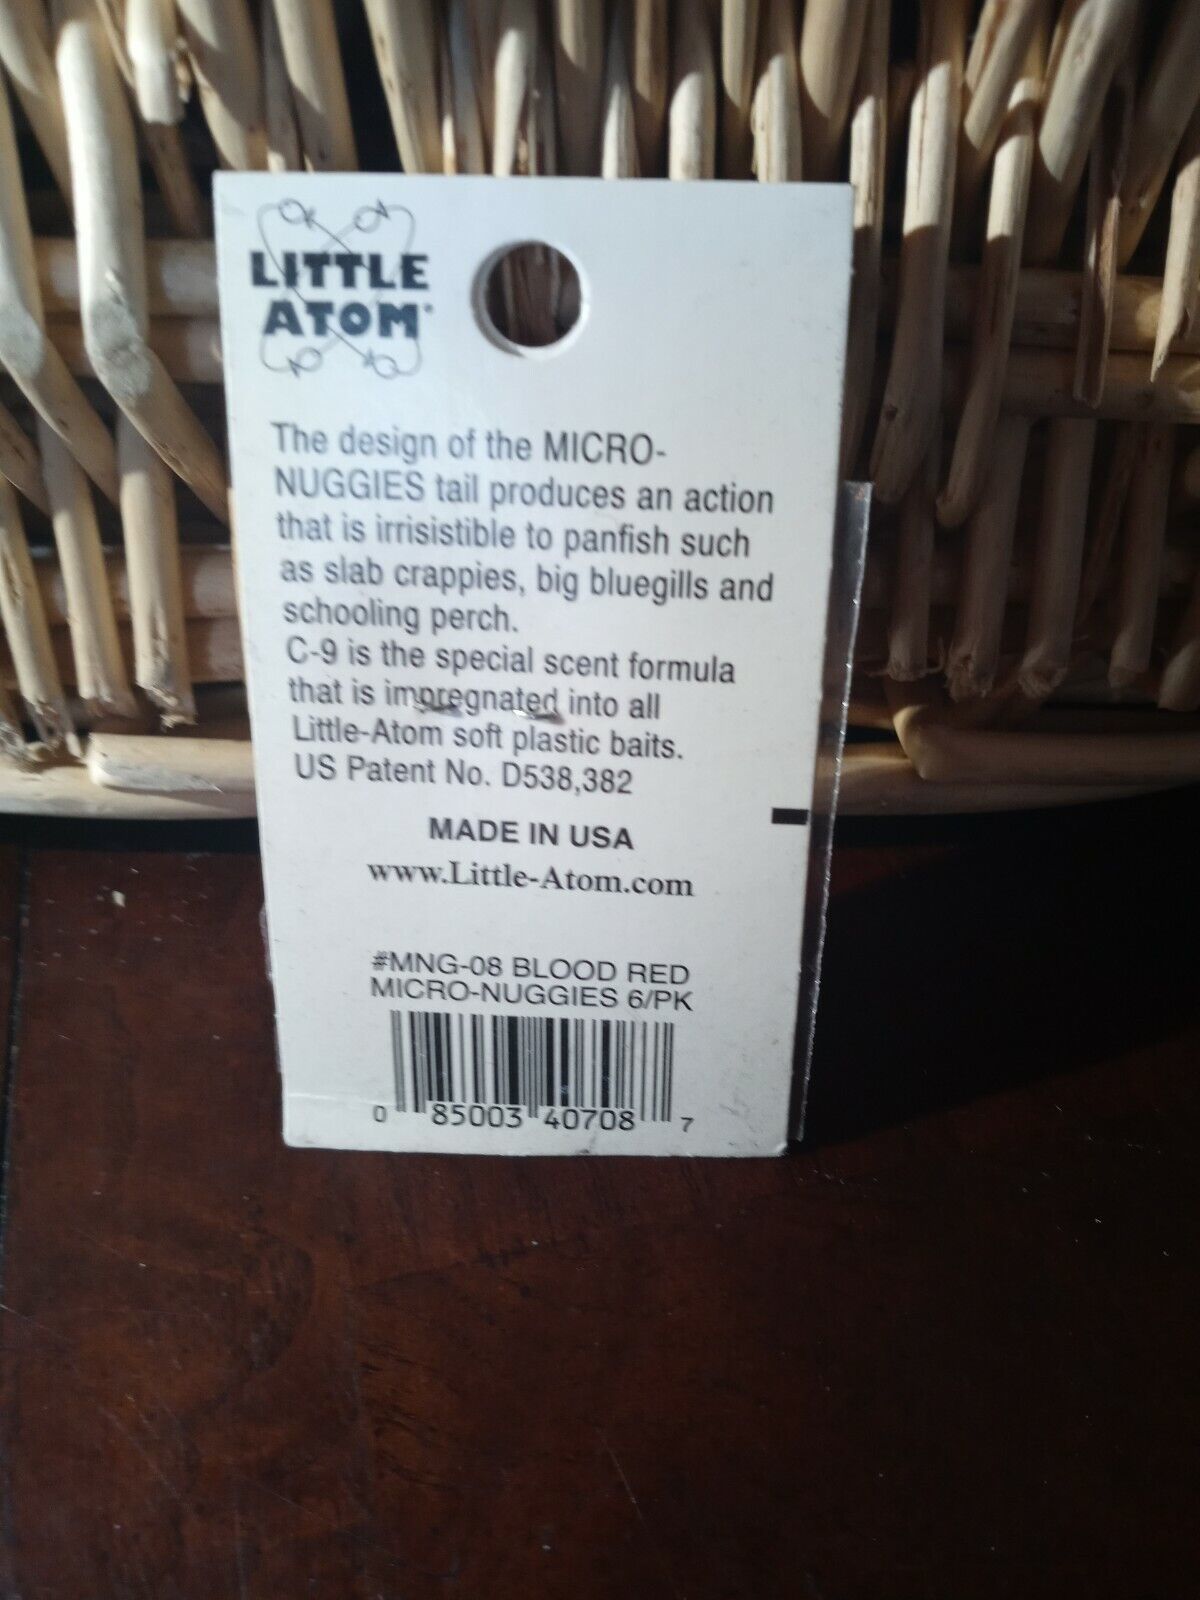 LITTLE
ATOM®
The design of the MICRO-
NUGGIES tail produces an action
that is irrisistible to panfish such
as slab crappies, big bluegills and
schooling perch.
C-9 is the special scent formula
that is impregnated into all
Little-Atom soft plastic baits.
US Patent No. D538,382
MADE IN USA
www.Little-Atom.com
#MNG-08 BLOOD RED
MICRO-NUGGIES 6/PK
0 85003 40708 7